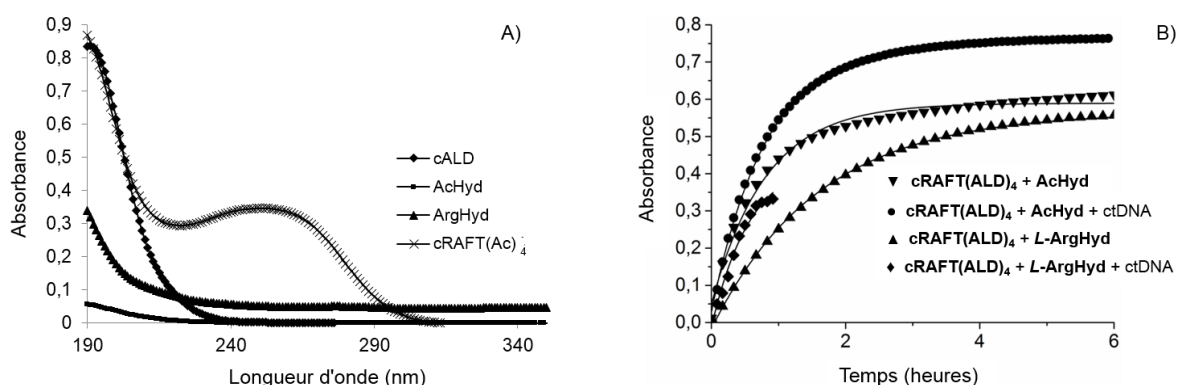 A)
0,9
0,8
0,7
0,6
0,5
0,4
0,3
0,2
0,1
0
Absorbance
190
240
290
340
Longueur d'onde (nm)
cALD
AcHyd
ArgHyd
cRAFT(Ac)4
B)
0,8
0,7
0,6
0,5
0,4
0,3
0,2
0,1
0,0
Absorbance
0
2
4
6
Temps (heures)
cRAFT(ALD)4 + AcHyd
cRAFT(ALD)4 + AcHyd + ctDNA
cRAFT(ALD)4 + L-ArgHyd
cRAFT(ALD)4 + L-ArgHyd + ctDNA